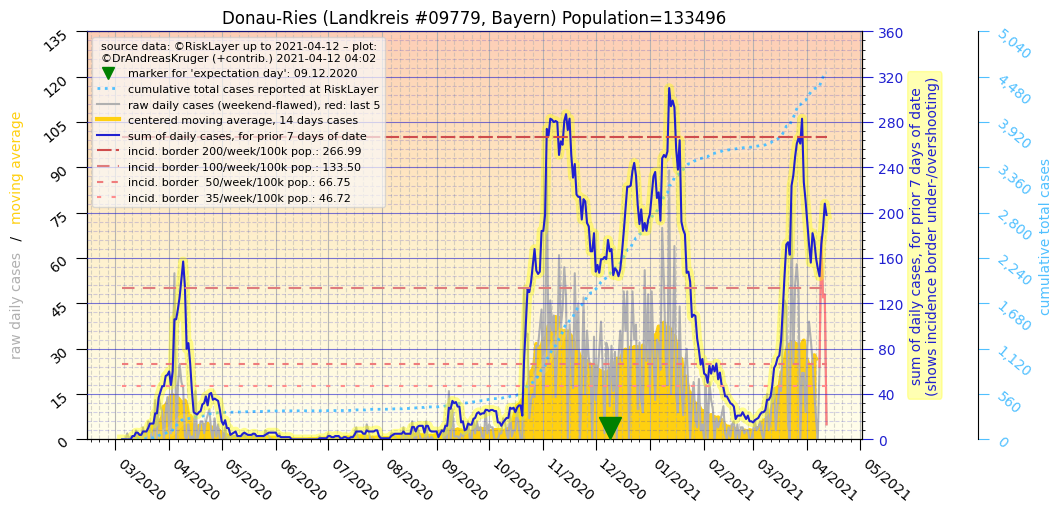 Donau-Ries (Landkreis #09779, Bayern) Population=133496
source data: ©RiskLayer up to 2021-04-12 – plot:
©DrAndreasKruger (+contrib.) 2021-04-12 04:02
marker for 'expectation day': 09.12.2020
cumulative total cases reported at RiskLayer
raw daily cases (weekend-flawed), red: last 5
centered moving average, 14 days cases
sum of daily cases, for prior 7 days of date
incid. border 200/week/100k pop.: 266.99
incid. border 100/week/100k pop.: 133.50
incid. border  50/week/100k pop.: 66.75
incid. border  35/week/100k pop.: 46.72
raw daily cases / moving average
135
120
105
90
75
60
45
30
15
0
03/2020
04/2020
05/2020
06/2020
07/2020
08/2020
09/2020
10/2020
11/2020
12/2020
01/2021
02/2021
03/2021
04/2021
05/2021
360
320
280
240
200
160
120
80
40
0
sum of daily cases, for prior 7 days of date
(shows incidence border under-/overshooting)
5,040
4,480
3,920
3,360
2,800
2,240
1,680
1,120
560
0
cumulative total cases